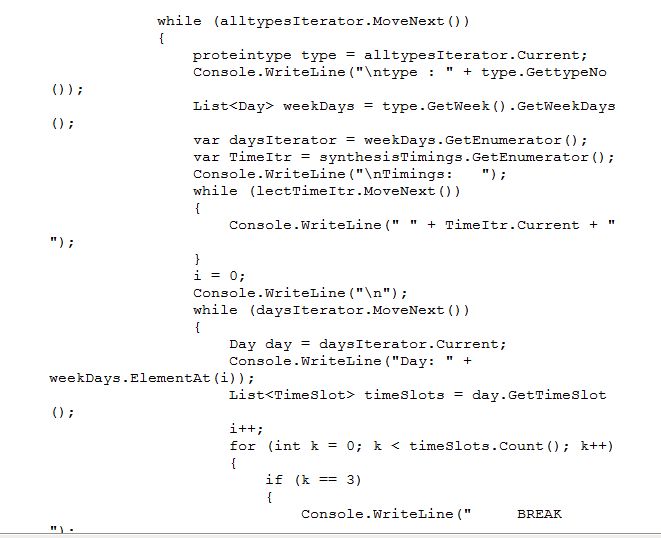 while (alltypesIterator.MoveNext())
{
proteintype type = alltypesIterator.Current;
Console.WriteLine("\ntype : " + type.GettypeNo
());
List<Day> weekDays = type.GetWeek().GetWeekDays
();
var daysIterator = weekDays.GetEnumerator();
var TimeItr = synthesisTimings.GetEnumerator();
Console.WriteLine("\nTimings:   ");
while (lectTimeItr.MoveNext())
{
Console.WriteLine(" " + TimeItr.Current + "
");
}
i = 0;
Console.WriteLine("\n");
while (daysIterator.MoveNext())
{
Day day = daysIterator.Current;
Console.WriteLine("Day: " +
weekDays.ElementAt(i));
List<TimeSlot> timeSlots = day.GetTimeSlot
();
i++;
for (int k = 0; k < timeSlots.Count(); k++)
{
if (k == 3)
{
Console.WriteLine("     BREAK
");